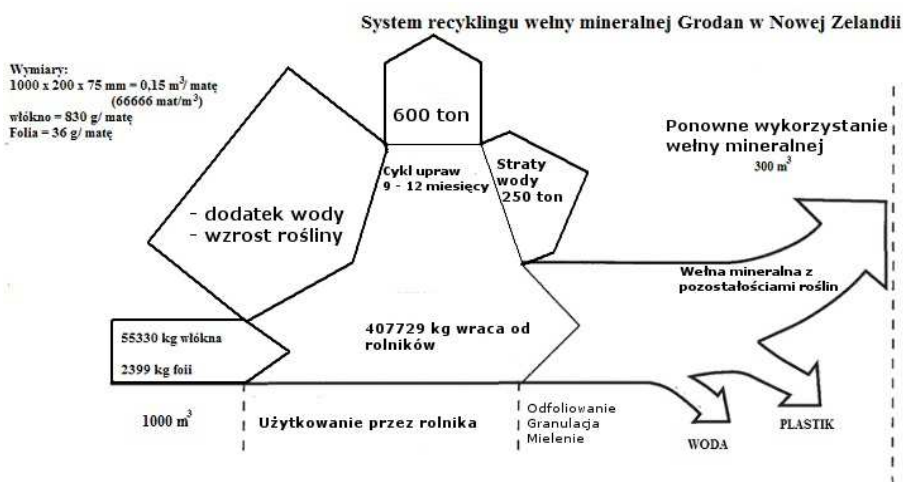 System recyklingu wełny mineralnej Grodan w Nowej Zelandii
Wymiary:
1000 x 200 x 75 mm = 0,15 m³/ matę
(66666 mat/m³)
włókno = 830 g/ matę
Folia = 36 g/ matę
600 ton
Cykl upraw
9 - 12 miesięcy
Straty
wody
250 ton
Ponowne wykorzystanie
wełny mineralnej
300 m³
- dodatek wody
- wzrost rośliny
Wełna mineralna z
pozostałościami roślin
55330 kg włókna
2399 kg foii
407729 kg wraca od
rolników
1000 m³
Użytkowanie przez rolnika
Odfoliowanie
Granulacja
Mielenie
WODA
PLASTIK